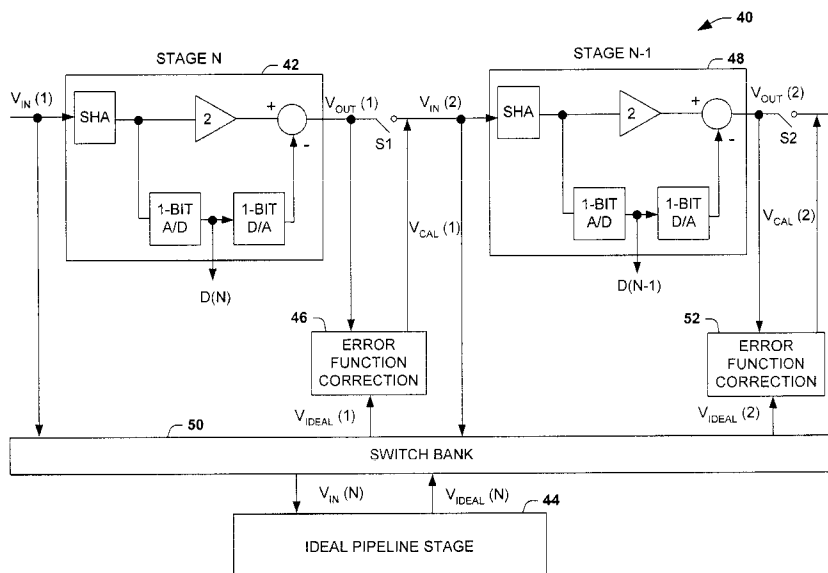 40
STAGE N
42
STAGE N-1
48
V_IN (1)
SHA
2
+
-
V_OUT (1)
S1
V_IN (2)
SHA
2
+
-
V_OUT (2)
S2
1-BIT A/D
1-BIT D/A
D(N)
V_CAL (1)
1-BIT A/D
1-BIT D/A
D(N-1)
V_CAL (2)
46
ERROR
FUNCTION
CORRECTION
52
ERROR
FUNCTION
CORRECTION
V_IDEAL (1)
V_IDEAL (2)
50
SWITCH BANK
V_IN (N)
V_IDEAL (N)
44
IDEAL PIPELINE STAGE